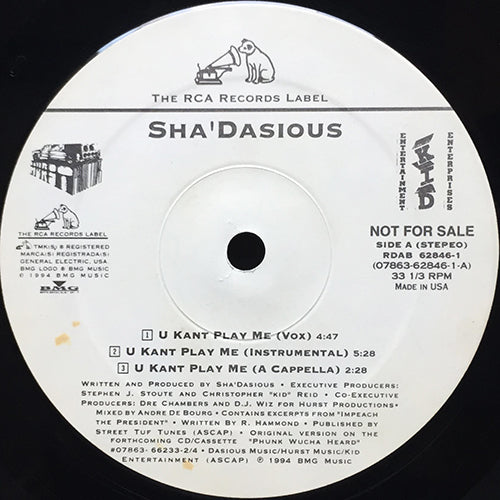 THE RCA RECORDS LABEL
SHA'DASIOUS
ENTERTAINMENT
KID
ENTERPRISES
THE RCA RECORDS LABEL
TMK(S) ® REGISTERED
MARCA(S) REGISTRADA(S)
GENERAL ELECTRIC, USA
BMG LOGO ® BMG MUSIC
℗ 1994 BMG MUSIC
BMG
NOT FOR SALE
SIDE A (STEPEO)
RDAB 62846-1
(07863-62846-1-A)
33 1/3 RPM
MADE IN USA
1 U KANT PLAY ME (VOX) 4:47
2 U KANT PLAY ME (INSTRUMENTAL) 5:28
3 U KANT PLAY ME (A CAPPELLA) 2:28
WRITTEN AND PRODUCED BY SHA'DASIOUS • EXECUTIVE PRODUCERS:
STEPHEN J. STOUTE AND CHRISTOPHER "KID" REID • CO-EXECUTIVE
PRODUCERS: DRE CHAMBERS AND D.J. WIZ FOR HURST PRODUCTIONS•
MIXED BY ANDRE DE BOURG • CONTAINS EXCERPTS FROM "IMPEACH
THE PRESIDENT" • WRITTEN BY R. HAMMOND • PUBLISHED BY
STREET TUF TUNES (ASCAP) • ORIGINAL VERSION ON THE
FORTHCOMING CD/CASSETTE "PHUNK WUCHA HEARD"
#07863- 66233-2/4 • DASIOUS MUSIC/HURST MUSIC/KID
ENTERTAINMENT (ASCAP) ℗ 1994 BMG MUSIC